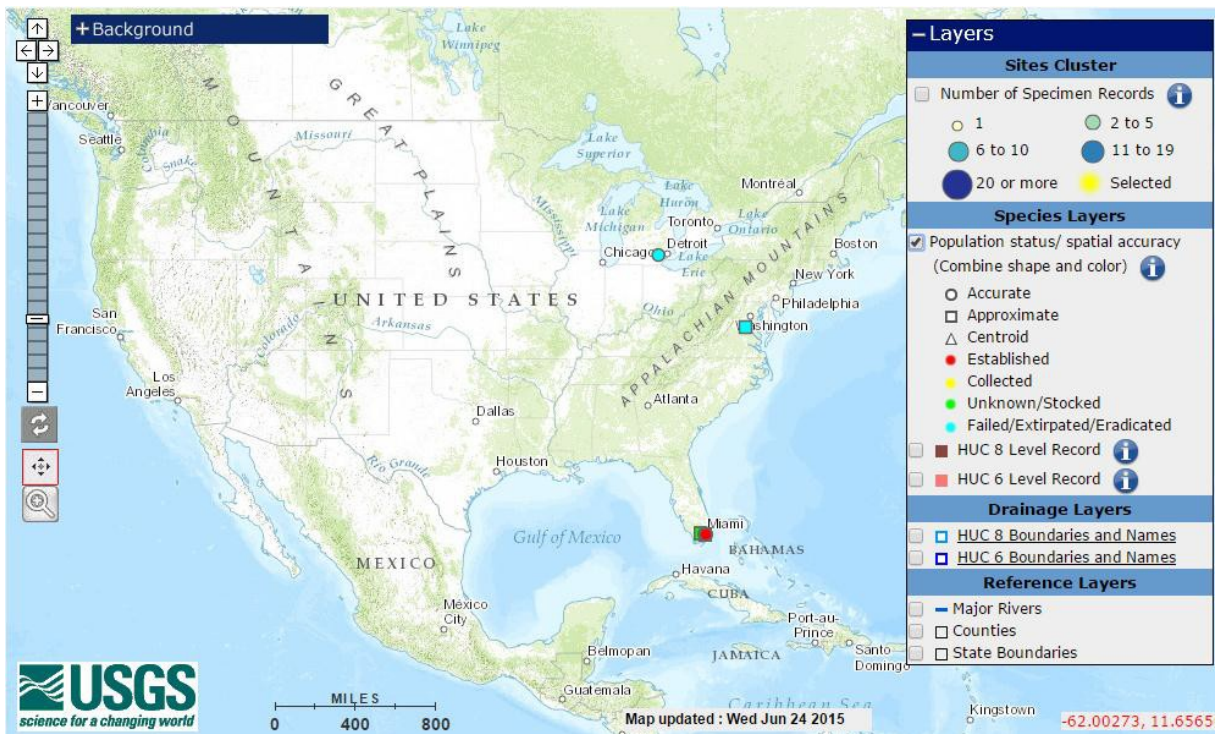 +Background
Lake
Winnipeg
Vancouver
Seattle
Columbia
Snake
MOUNTAINS
GREAT PLAINS
Missouri
Mississippi
Lake
Superior
Lake
Michigan
Lake
Huron
Lake
Ontario
Lake
Erie
Montréal
Toronto
Detroit
Chicago
Boston
New York
Philadelphia
Washington
APPALACHIAN MOUNTAINS
Ohio
UNITED STATES
Colorado
Arkansas
San
Francisco
Los
Angeles
Atlanta
Dallas
Houston
Rio Grande
Gulf of Mexico
Miami
BAHAMAS
Havana
CUBA
MEXICO
México
City
Port-au-
Prince
Santo
Domingo
JAMAICA
Belmopan
Guatemala
Caribbean Sea
Kingstown
−Layers
Sites Cluster
Number of Specimen Records i
1 2 to 5
6 to 10 11 to 19
20 or more Selected
Species Layers
Population status/ spatial accuracy
(Combine shape and color) i
Accurate
Approximate
Centroid
Established
Collected
Unknown/Stocked
Failed/Extirpated/Eradicated
HUC 8 Level Record i
HUC 6 Level Record i
Drainage Layers
HUC 8 Boundaries and Names
HUC 6 Boundaries and Names
Reference Layers
Major Rivers
Counties
State Boundaries
USGS
science for a changing world
MILES
0 400 800
Map updated : Wed Jun 24 2015
-62.00273, 11.6565